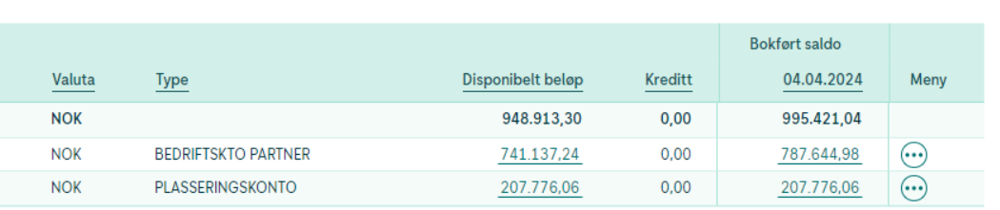 Bokført saldo
Valuta Type Disponibelt beløp Kreditt 04.04.2024 Meny
NOK 948.913,30 0,00 995.421,04
NOK BEDRIFTSKTO PARTNER 741.137,24 0,00 787.644,98
NOK PLASSERINGSKONTO 207.776,06 0,00 207.776,06